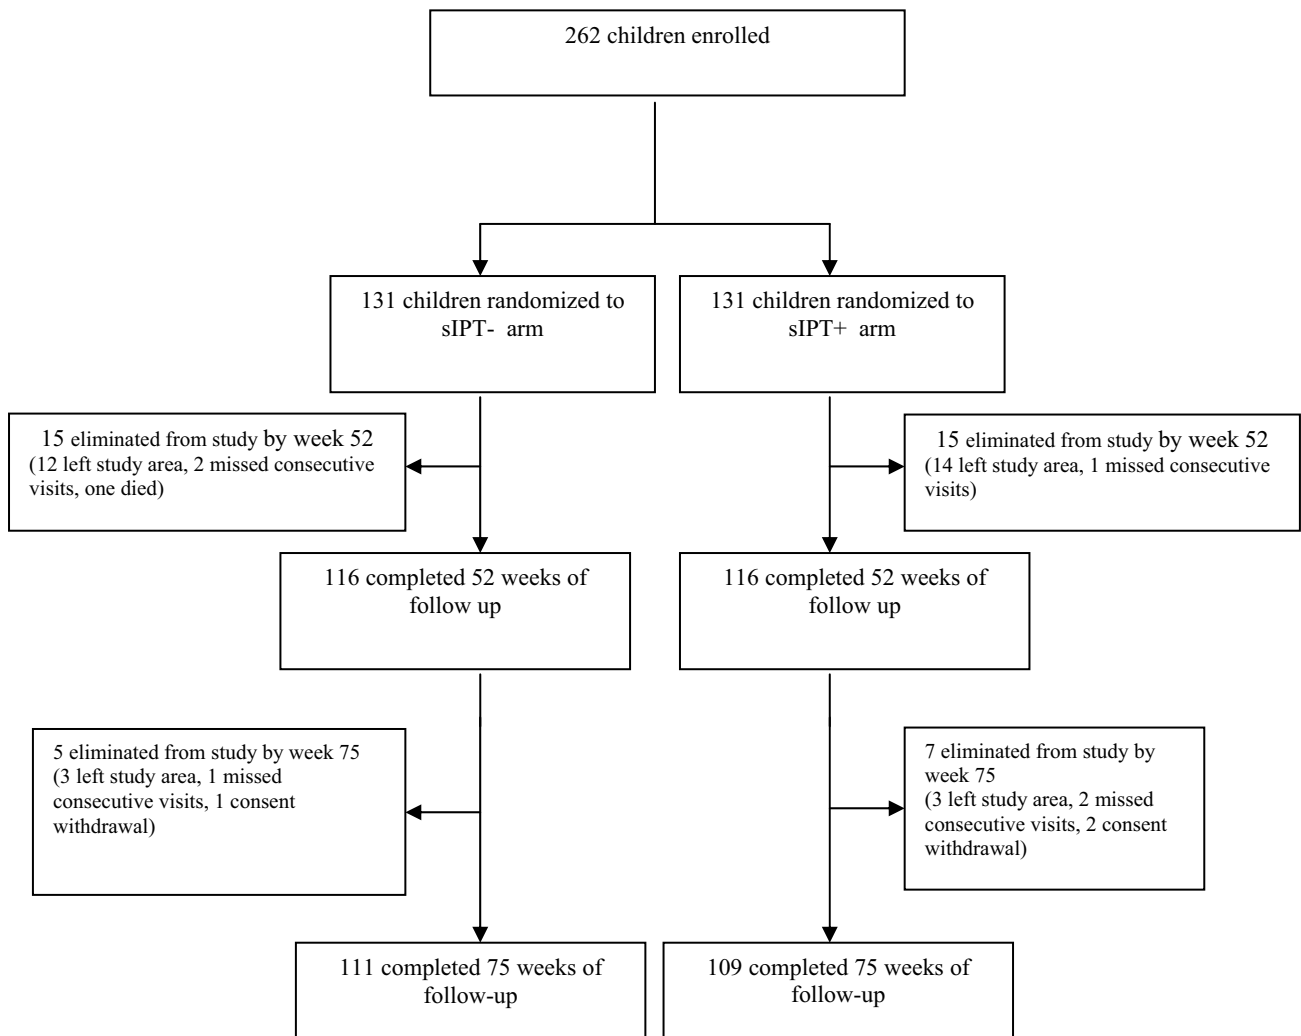 262 children enrolled
131 children randomized to
sIPT-  arm
131 children randomized to
sIPT+  arm
15 eliminated from study by week 52
(12 left study area, 2 missed consecutive
visits, one died)
15 eliminated from study by week 52
(14 left study area, 1 missed consecutive
visits)
116 completed 52 weeks of
follow up
116 completed 52 weeks of
follow up
5 eliminated from study by week 75
(3 left study area, 1 missed
consecutive visits, 1 consent
withdrawal)
7 eliminated from study by
week 75
(3 left study area, 2 missed
consecutive visits, 2 consent
withdrawal)
111 completed 75 weeks of
follow-up
109 completed 75 weeks of
follow-up